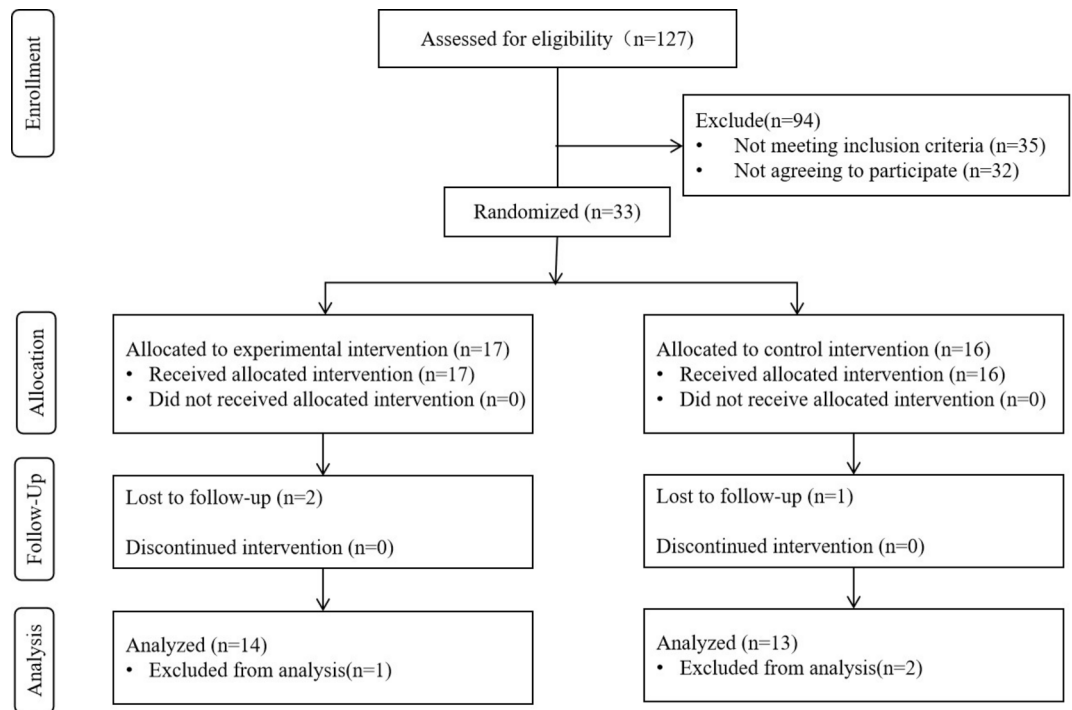 Enrollment
Assessed for eligibility（n=127)
Exclude(n=94)
• Not meeting inclusion criteria (n=35)
• Not agreeing to participate (n=32)
Randomized (n=33)
Allocation
Allocated to experimental intervention (n=17)
• Received allocated intervention (n=17)
• Did not received allocated intervention (n=0)
Allocated to control intervention (n=16)
• Received allocated intervention (n=16)
• Did not receive allocated intervention (n=0)
Follow-Up
Lost to follow-up (n=2)
Discontinued intervention (n=0)
Lost to follow-up (n=1)
Discontinued intervention (n=0)
Analysis
Analyzed (n=14)
• Excluded from analysis(n=1)
Analyzed (n=13)
• Excluded from analysis(n=2)